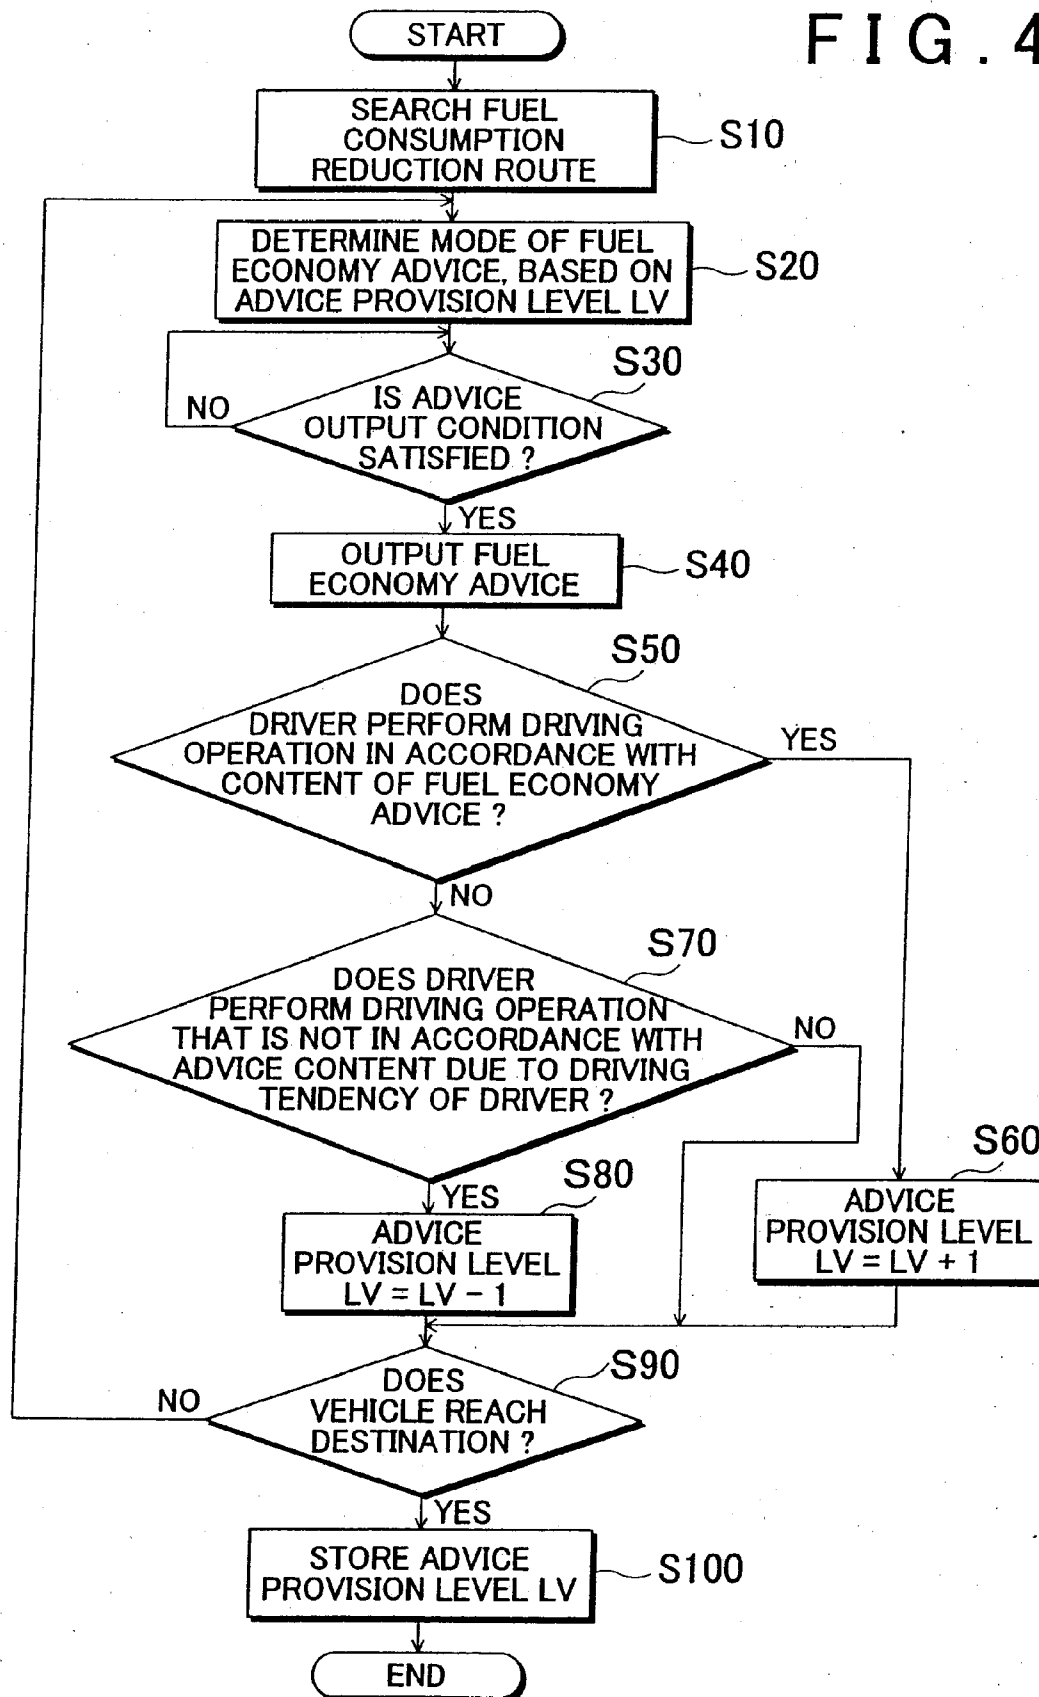 FIG.4
START
SEARCH FUEL
CONSUMPTION
REDUCTION ROUTE
S10
DETERMINE MODE OF FUEL
ECONOMY ADVICE, BASED ON
ADVICE PROVISION LEVEL LV
S20
S30
IS ADVICE
OUTPUT CONDITION
SATISFIED ?
NO
YES
OUTPUT FUEL
ECONOMY ADVICE
S40
S50
DOES
DRIVER PERFORM DRIVING
OPERATION IN ACCORDANCE WITH
CONTENT OF FUEL ECONOMY
ADVICE ?
YES
NO
S70
DOES DRIVER
PERFORM DRIVING OPERATION
THAT IS NOT IN ACCORDANCE WITH
ADVICE CONTENT DUE TO DRIVING
TENDENCY OF DRIVER ?
NO
YES
S80
ADVICE
PROVISION LEVEL
LV = LV - 1
S60
ADVICE
PROVISION LEVEL
LV = LV + 1
S90
DOES
VEHICLE REACH
DESTINATION ?
NO
YES
STORE ADVICE
PROVISION LEVEL LV
S100
END